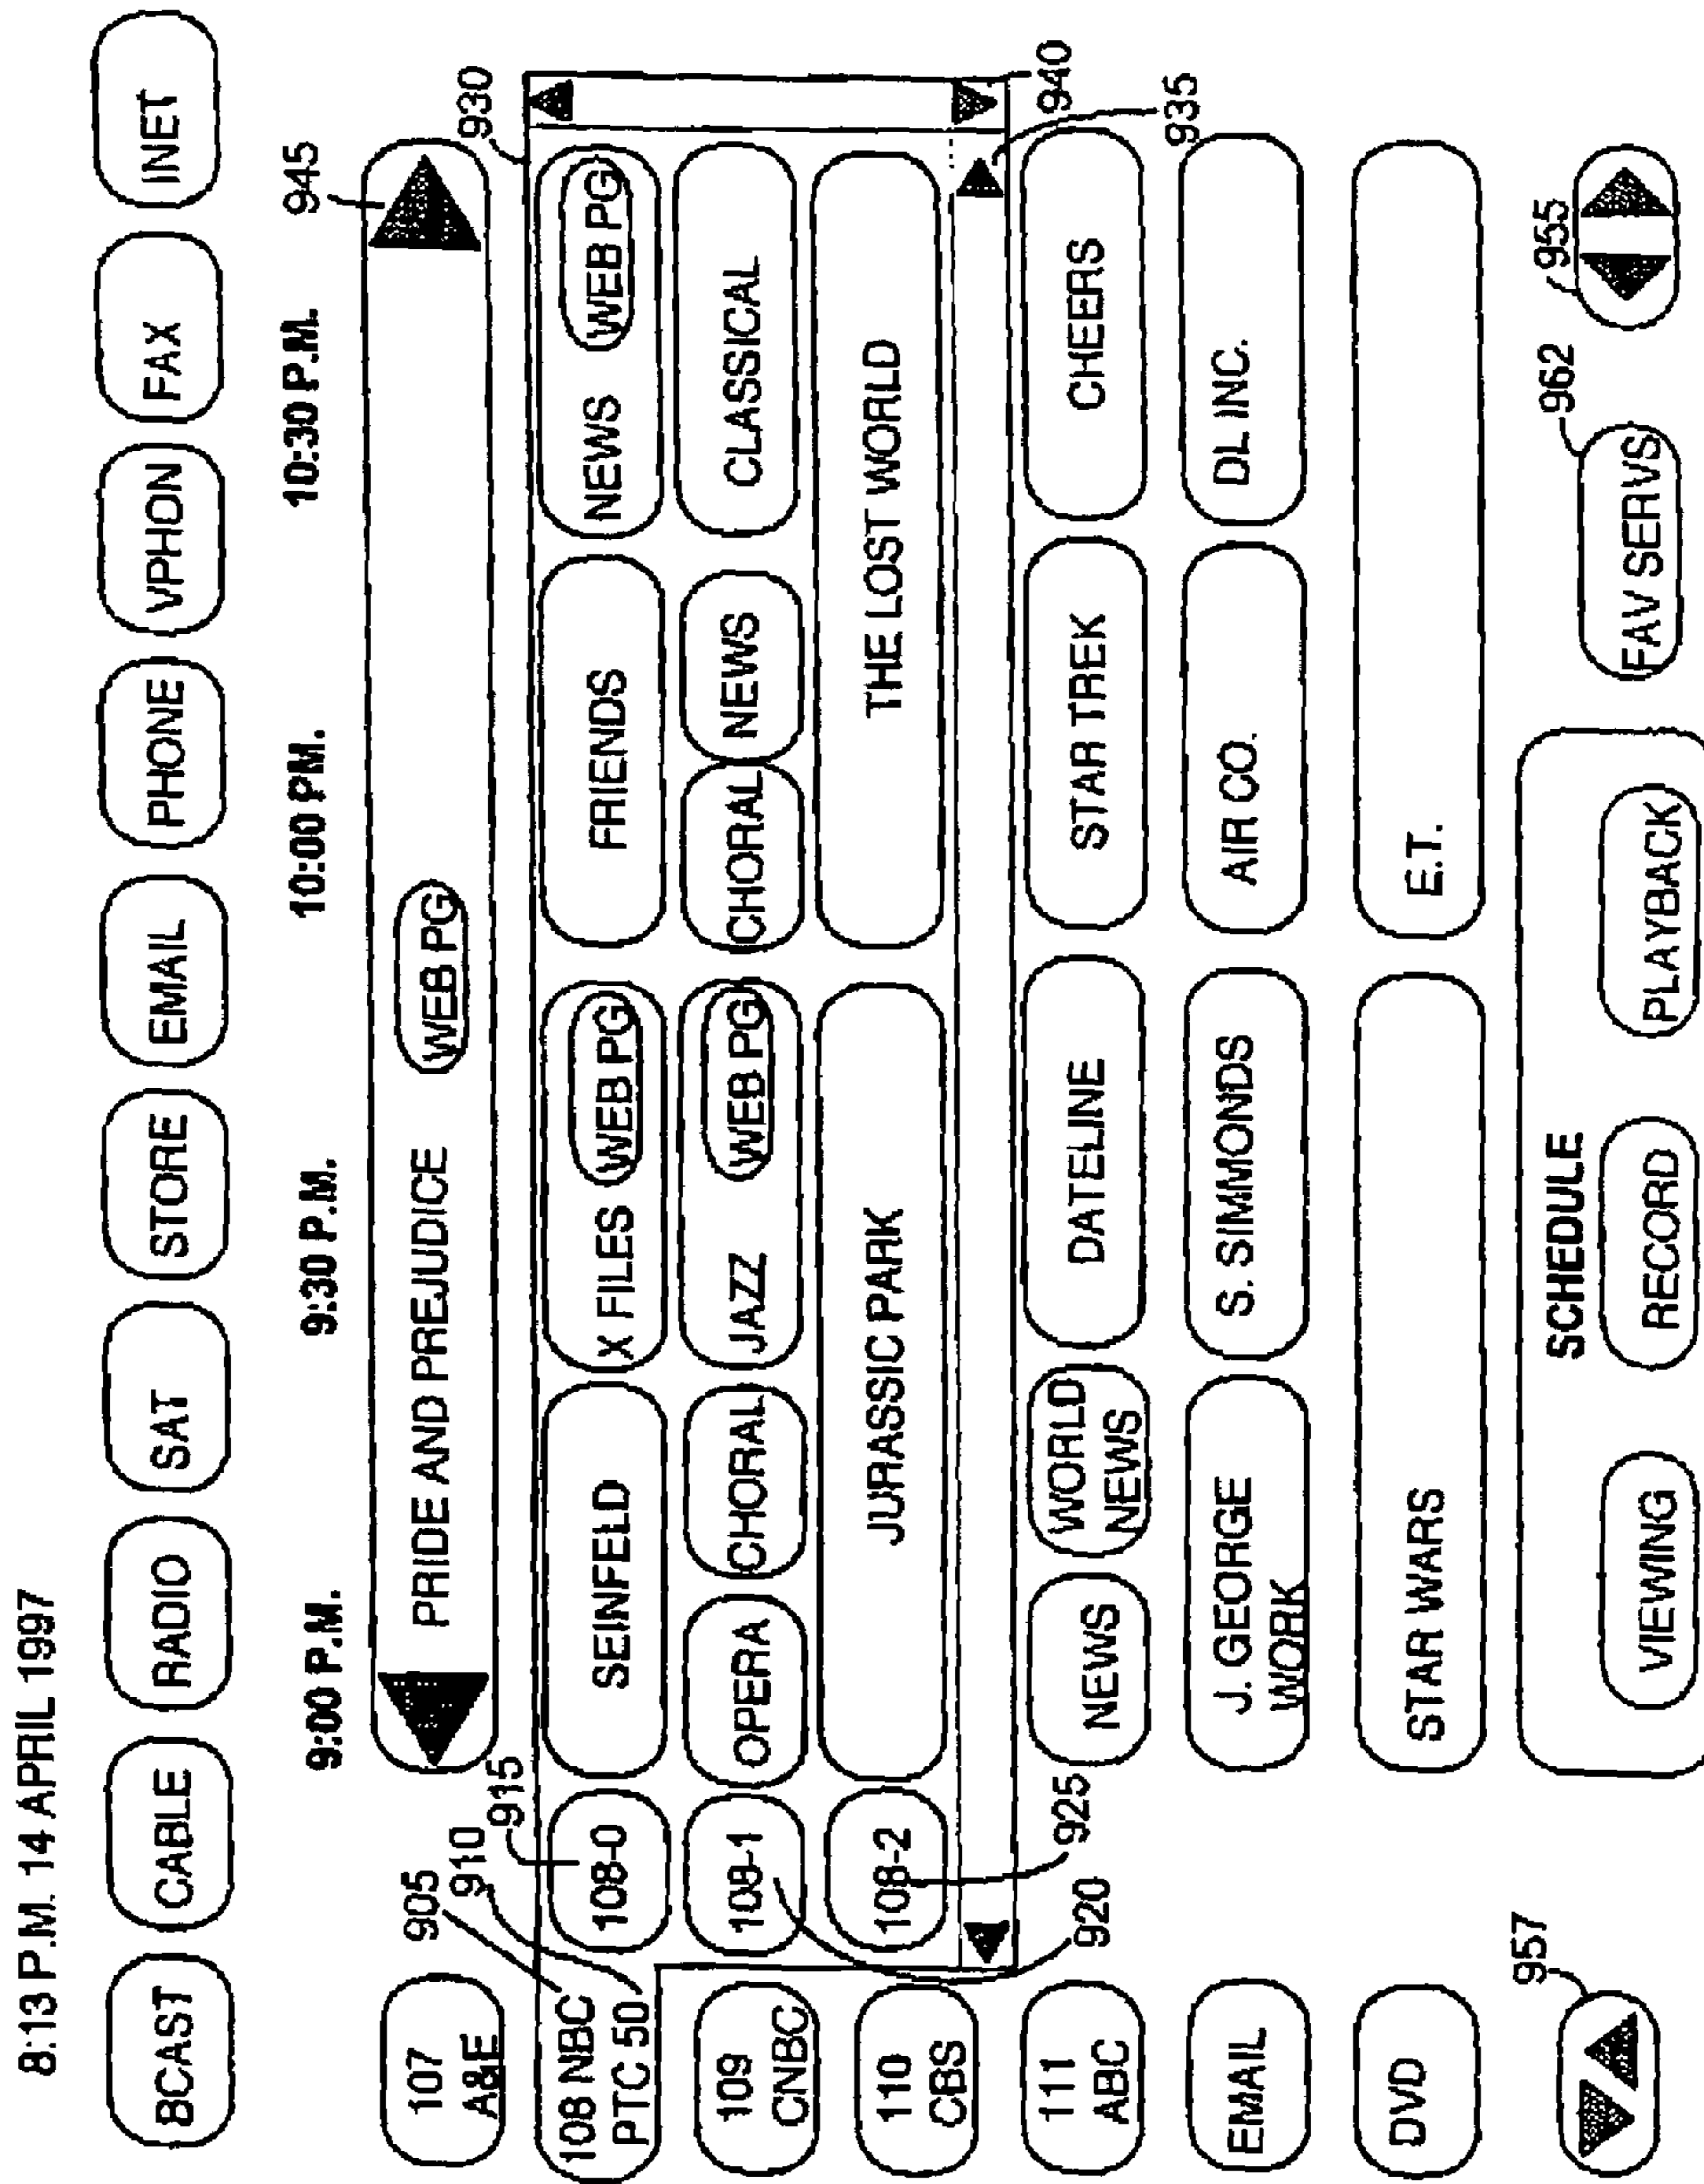 8:13 P.M. 14 APRIL 1997
BCAST CABLE RADIO SAT STORE EMAIL PHONE VPHON FAX INET
9:00 P.M. 9:30 P.M. 10:00 PM. 10:30 P.M. 945
107 A&E
PRIDE AND PREJUDICE WEB PG
905
910
915
930
108 NBC
PTC 50
108-0 SEINFELD X FILES WEB PG FRIENDS NEWS WEB PG
109
CNBC
108-1 OPERA CHORAL JAZZ WEB PG CHORAL NEWS CLASSICAL
110
CBS
108-2 JURASSIC PARK THE LOST WORLD
920
925
940
935
111
ABC
NEWS WORLD NEWS DATELINE STAR TREK CHEERS
EMAIL J. GEORGE WORK S. SIMMONDS AIR CO. DL INC.
DVD STAR WARS E.T.
957
SCHEDULE
VIEWING RECORD PLAYBACK
FAV SERVS
962
955